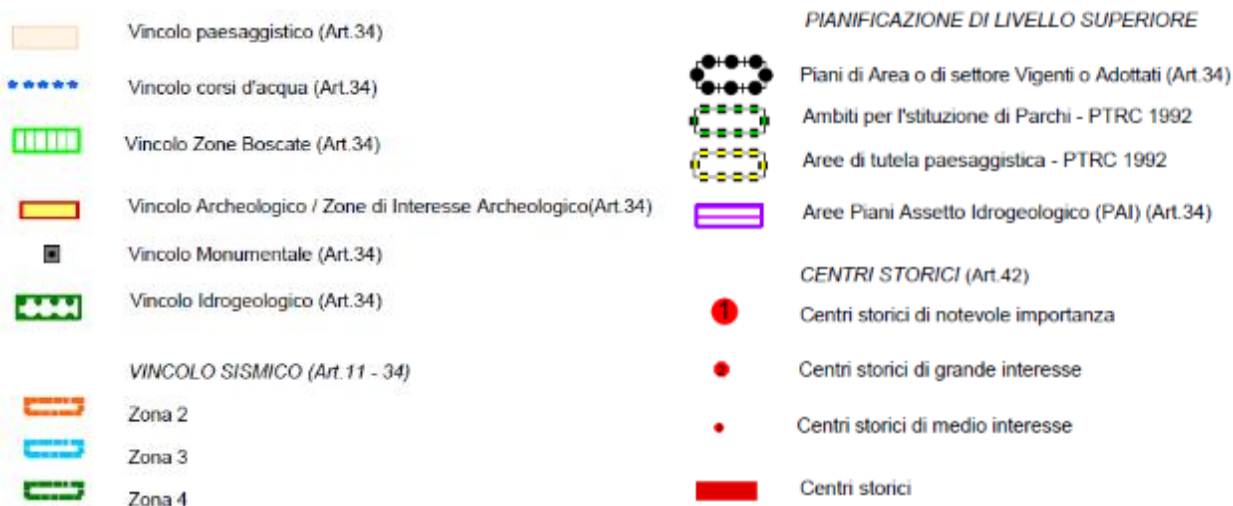 Vincolo paesaggistico (Art.34)
Vincolo corsi d'acqua (Art.34)
Vincolo Zone Boscate (Art.34)
Vincolo Archeologico / Zone di Interesse Archeologico(Art.34)
Vincolo Monumentale (Art.34)
Vincolo Idrogeologico (Art.34)
VINCOLO SISMICO (Art.11 - 34)
Zona 2
Zona 3
Zona 4
PIANIFICAZIONE DI LIVELLO SUPERIORE
Piani di Area o di settore Vigenti o Adottati (Art.34)
Ambiti per l'stituzione di Parchi - PTRC 1992
Aree di tutela paesaggistica - PTRC 1992
Aree Piani Assetto Idrogeologico (PAI) (Art.34)
CENTRI STORICI (Art.42)
1 Centri storici di notevole importanza
2 Centri storici di grande interesse
Centri storici di medio interesse
Centri storici